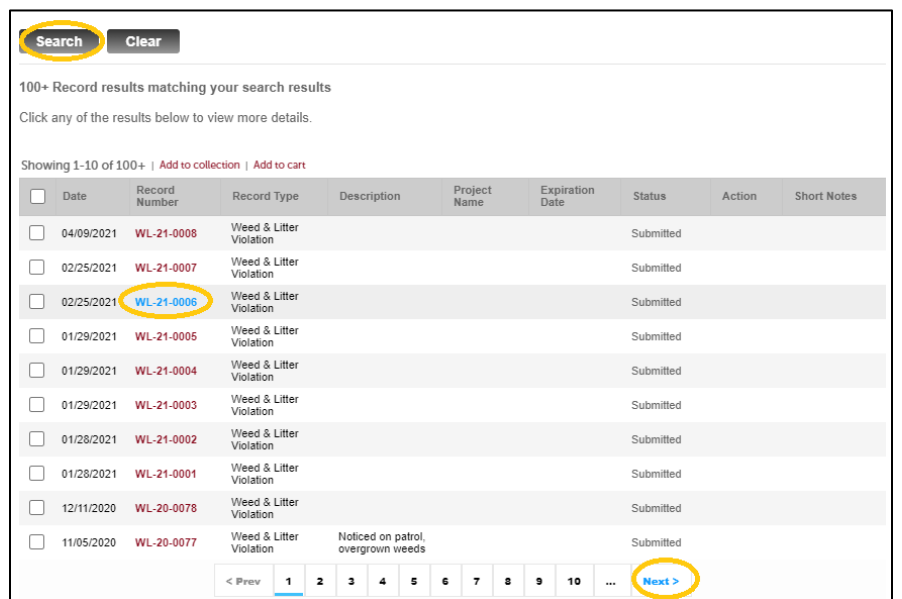 Search Clear
100+ Record results matching your search results
Click any of the results below to view more details.
Showing 1-10 of 100+ | Add to collection | Add to cart
Date Record Number Record Type Description Project Name Expiration Date Status Action Short Notes
04/09/2021 WL-21-0008 Weed & Litter Violation Submitted
02/25/2021 WL-21-0007 Weed & Litter Violation Submitted
02/25/2021 WL-21-0006 Weed & Litter Violation Submitted
01/29/2021 WL-21-0005 Weed & Litter Violation Submitted
01/29/2021 WL-21-0004 Weed & Litter Violation Submitted
01/29/2021 WL-21-0003 Weed & Litter Violation Submitted
01/28/2021 WL-21-0002 Weed & Litter Violation Submitted
01/28/2021 WL-21-0001 Weed & Litter Violation Submitted
12/11/2020 WL-20-0078 Weed & Litter Violation Submitted
11/05/2020 WL-20-0077 Weed & Litter Violation Noticed on patrol, overgrown weeds Submitted
< Prev 1 2 3 4 5 6 7 8 9 10 ... Next >